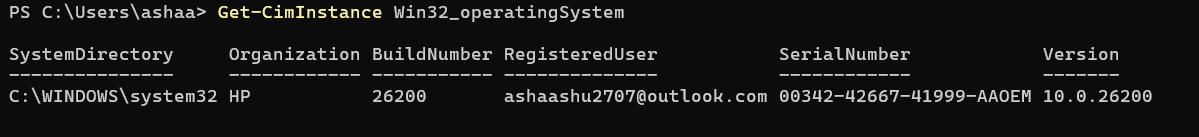 PS C:\Users\ashaa> Get-CimInstance Win32_operatingSystem
SystemDirectory Organization BuildNumber RegisteredUser SerialNumber Version
--------------- ------------ ----------- -------------- ------------ -------
C:\WINDOWS\system32 HP 26200 ashaashu2707@outlook.com 00342-42667-41999-AAOEM 10.0.26200